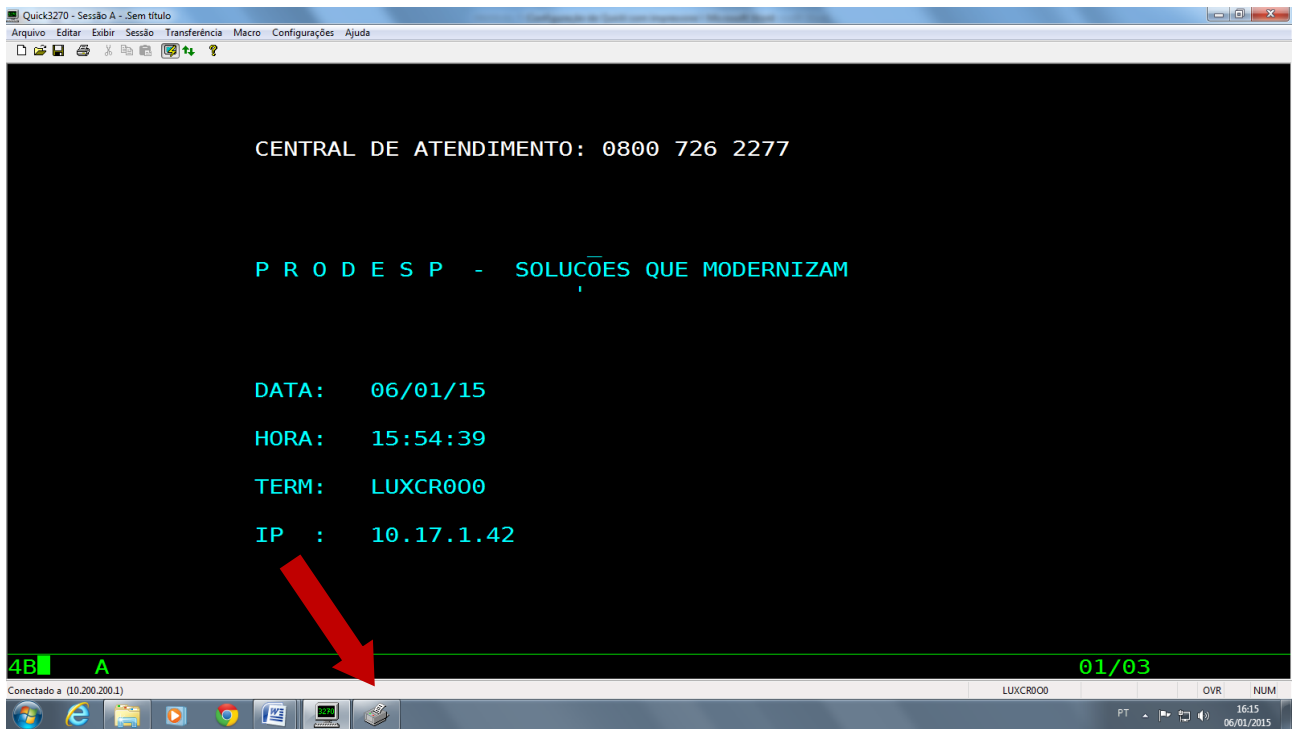 Quick3270 - Sessão A - .Sem título
Arquivo Editar Exibir Sessão Transferência Macro Configurações Ajuda
CENTRAL DE ATENDIMENTO: 0800 726 2277
P R O D E S P - SOLUCOES QUE MODERNIZAM
DATA: 06/01/15
HORA: 15:54:39
TERM: LUXCR0O0
IP : 10.17.1.42
4B A 01/03
Conectado a (10.200.200.1) LUXCR0O0 OVR NUM
3270 PT 16:15
06/01/2015